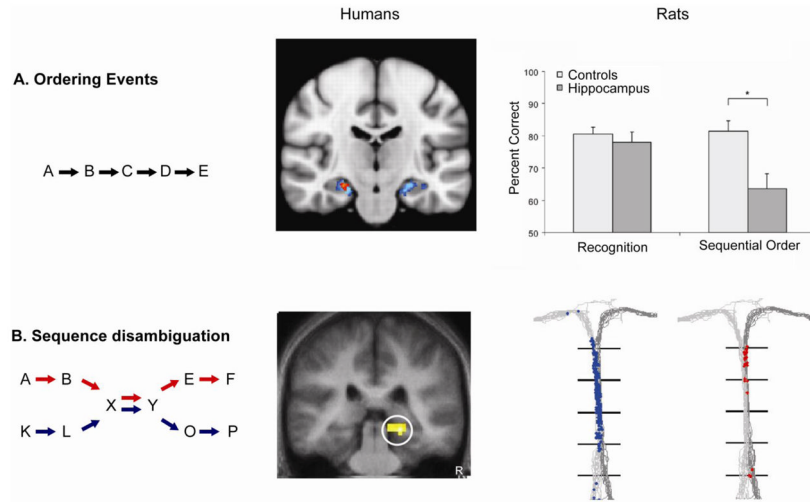 Humans
Rats
A. Ordering Events
A B C D E
100
90
80
70
60
50
Percent Correct
Controls
Hippocampus
*
Recognition
Sequential Order
B. Sequence disambiguation
A B E F
X Y
K L O P
R